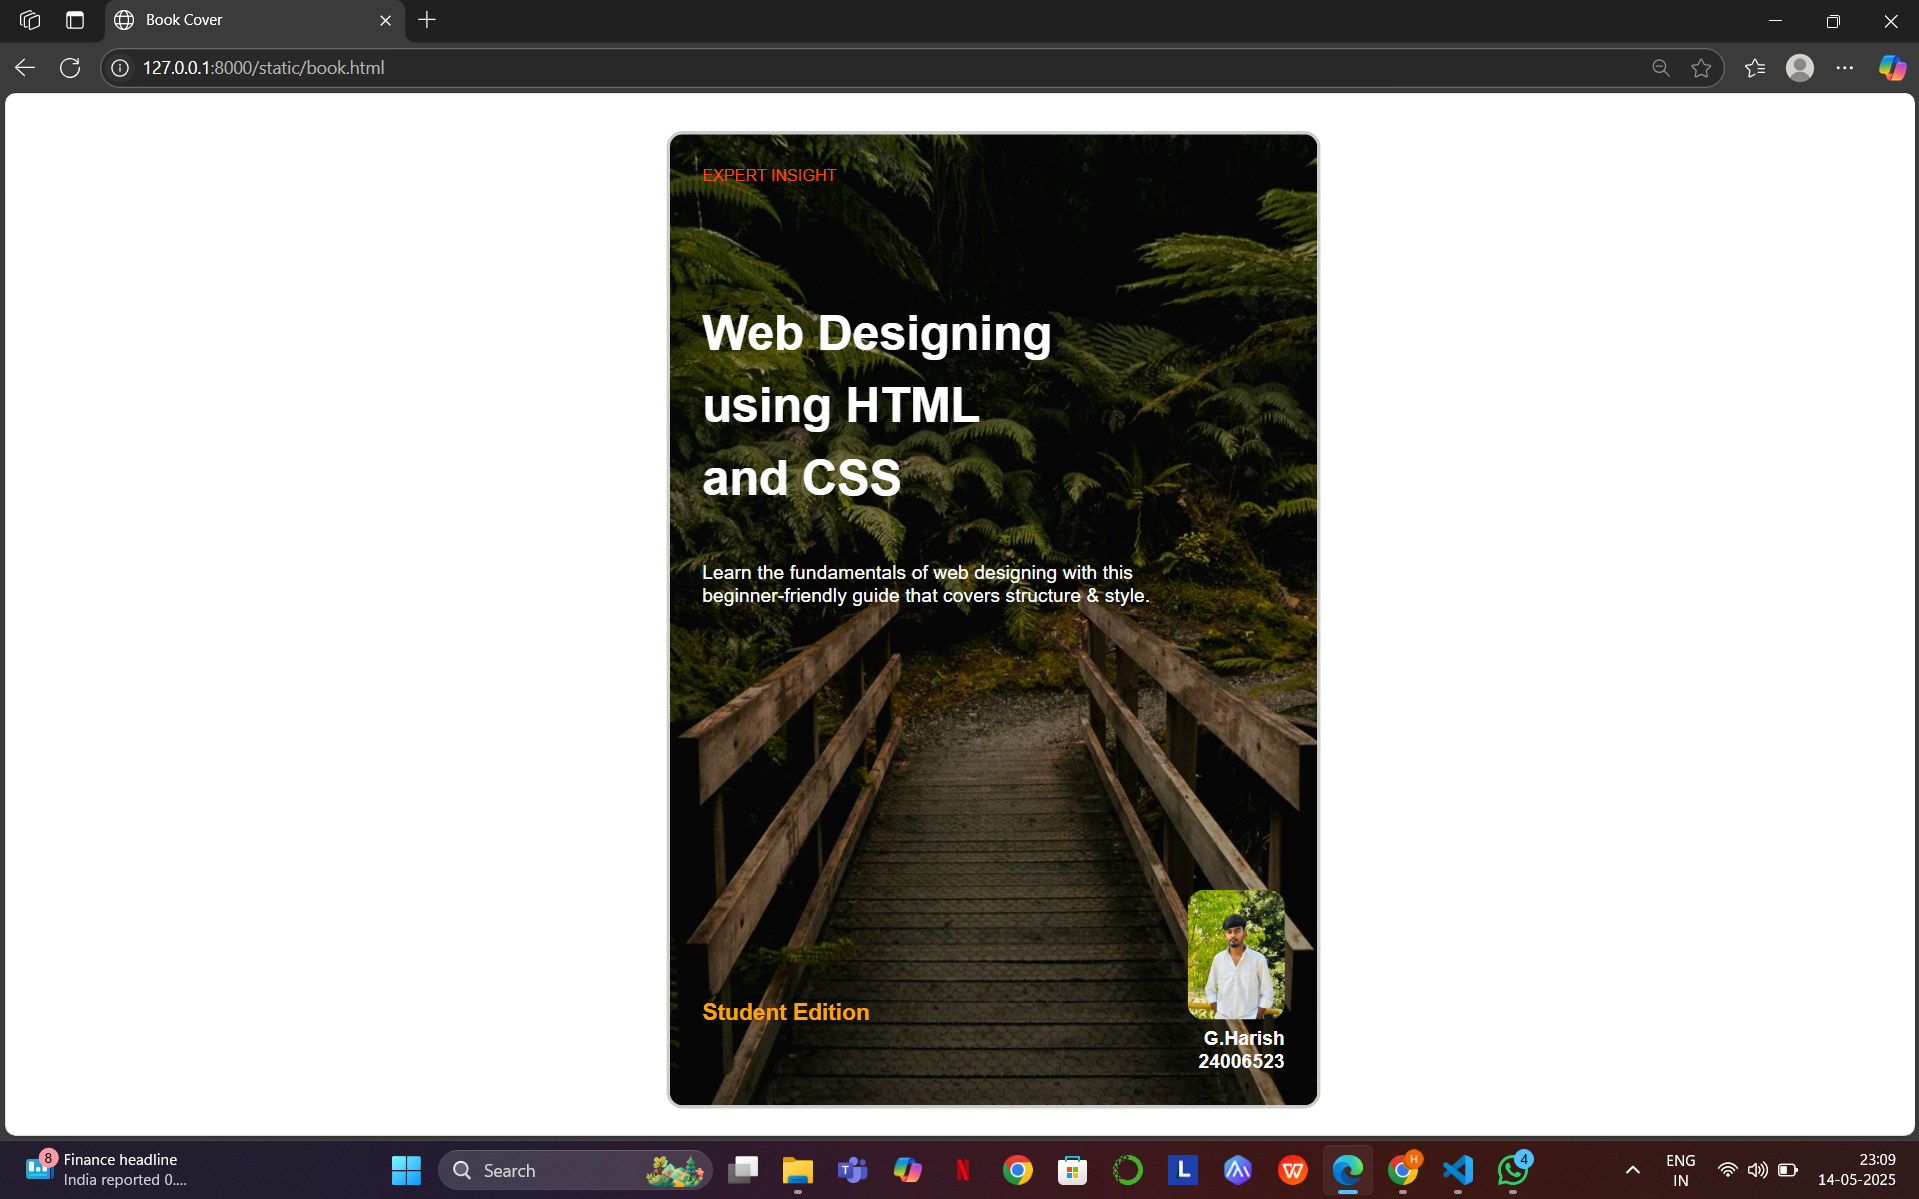 Book Cover
127.0.0.1:8000/static/book.html
EXPERT INSIGHT
Web Designing
using HTML
and CSS
Learn the fundamentals of web designing with this
beginner-friendly guide that covers structure & style.
Student Edition
G.Harish
24006523
8
Finance headline
India reported 0....
Search
T
N
L
W
H
4
ENG
IN
23:09
14-05-2025